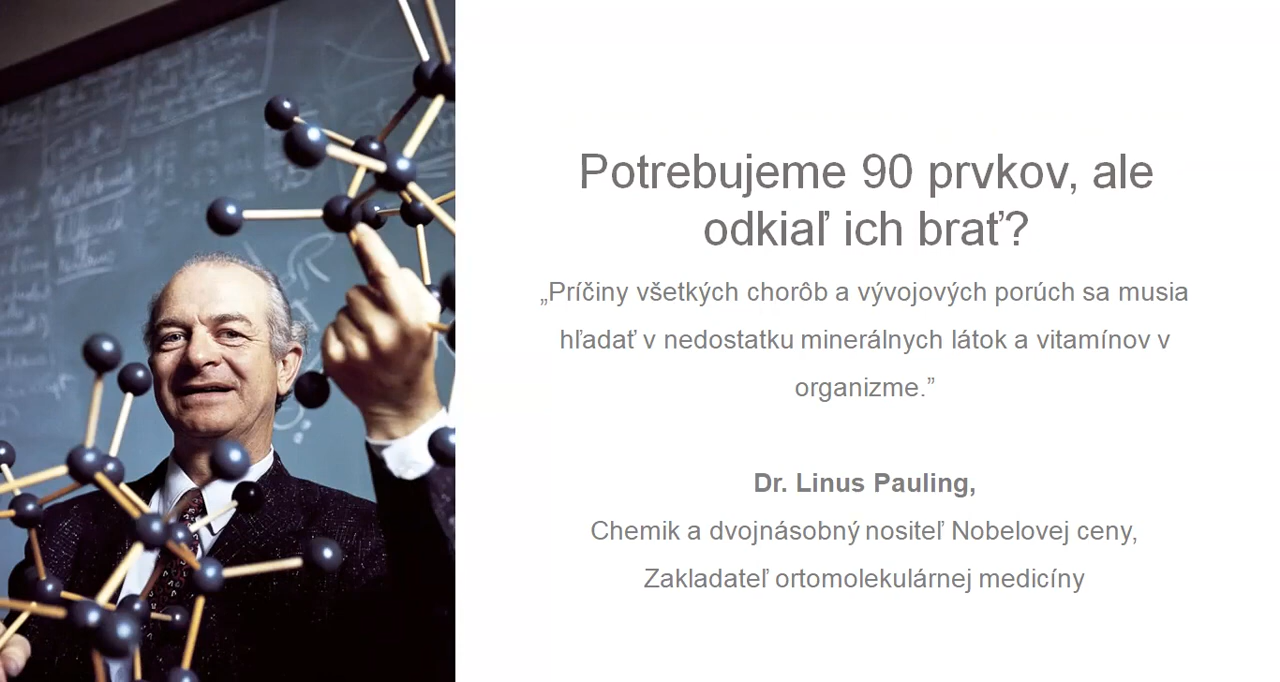 Potrebujeme 90 prvkov, ale
odkiaľ ich brať?
„Príčiny všetkých chorôb a vývojových porúch sa musia
hľadať v nedostatku minerálnych látok a vitamínov v
organizme.”
Dr. Linus Pauling,
Chemik a dvojnásobný nositeľ Nobelovej ceny,
Zakladateľ ortomolekulárnej medicíny